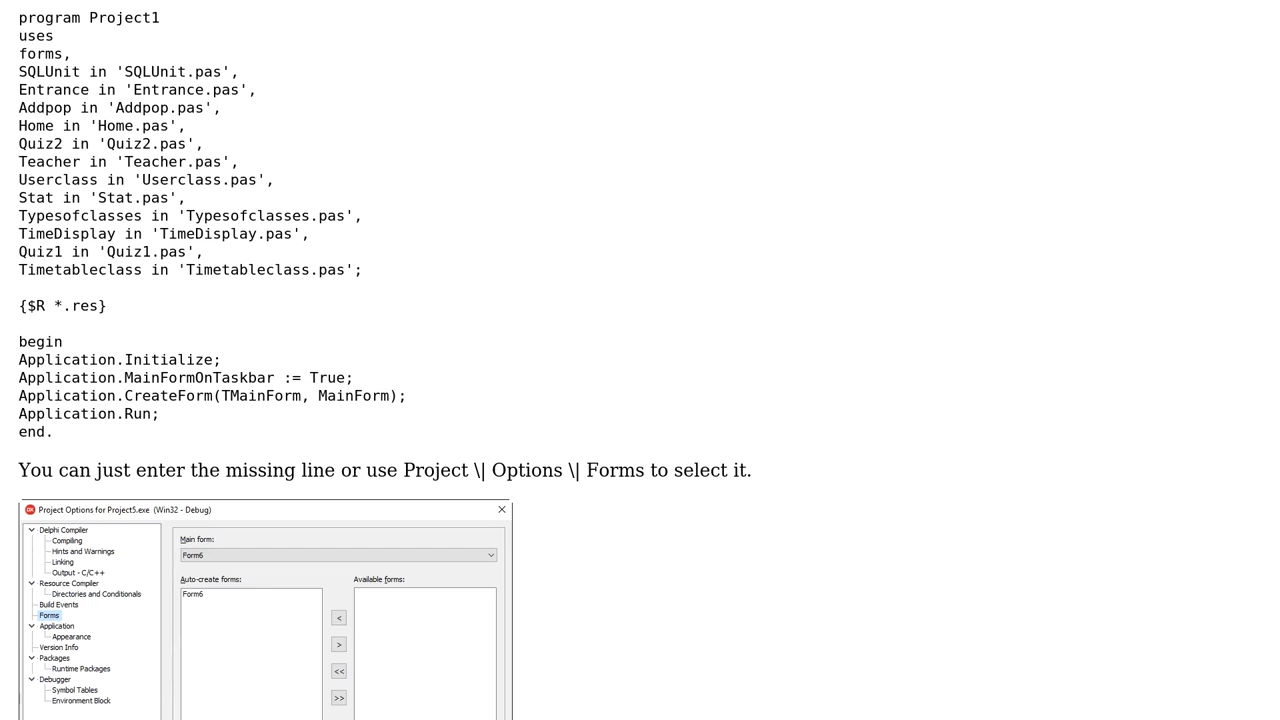 program Project1
uses
forms,
SQLUnit in 'SQLUnit.pas',
Entrance in 'Entrance.pas',
Addpop in 'Addpop.pas',
Home in 'Home.pas',
Quiz2 in 'Quiz2.pas',
Teacher in 'Teacher.pas',
Userclass in 'Userclass.pas',
Stat in 'Stat.pas',
Typesofclasses in 'Typesofclasses.pas',
TimeDisplay in 'TimeDisplay.pas',
Quiz1 in 'Quiz1.pas',
Timetableclass in 'Timetableclass.pas';
{$R *.res}
begin
Application.Initialize;
Application.MainFormOnTaskbar := True;
Application.CreateForm(TMainForm, MainForm);
Application.Run;
end.
You can just enter the missing line or use Project \| Options \| Forms to select it.
DX Project Options for Project5.exe (Win32 - Debug)
Delphi Compiler
Compiling
Hints and Warnings
Linking
Output - C/C++
Resource Compiler
Directories and Conditionals
Build Events
Forms
Application
Appearance
Version Info
Packages
Runtime Packages
Debugger
Symbol Tables
Environment Block
Main form:
Form6
Auto-create forms:
Form6
Available forms:
<
>
<<
>>